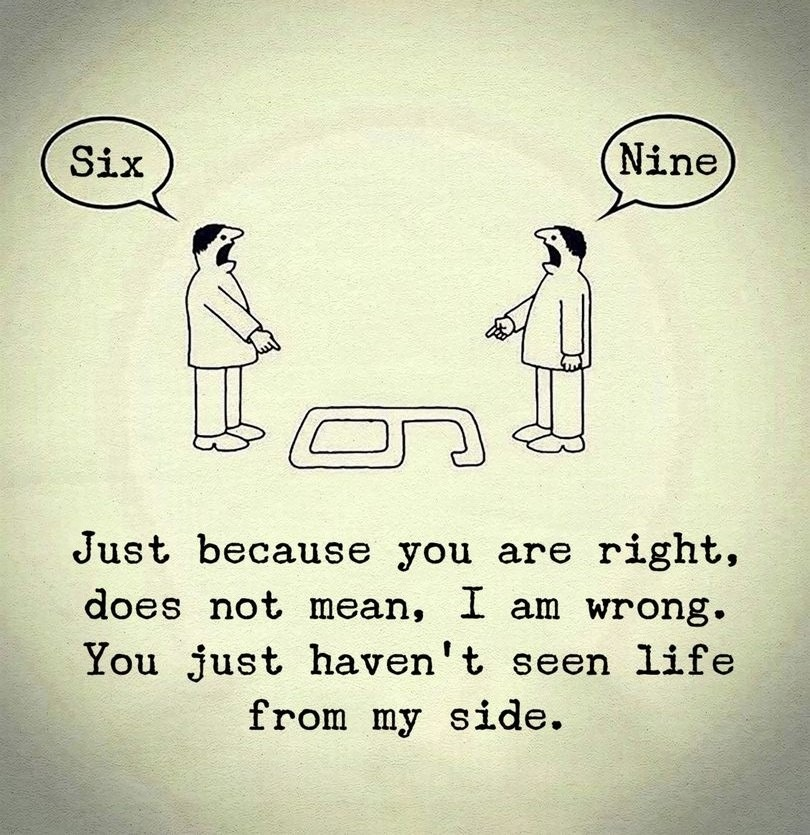 Six
Nine
Just because you are right,
does not mean, I am wrong.
You just haven't seen life
from my side.